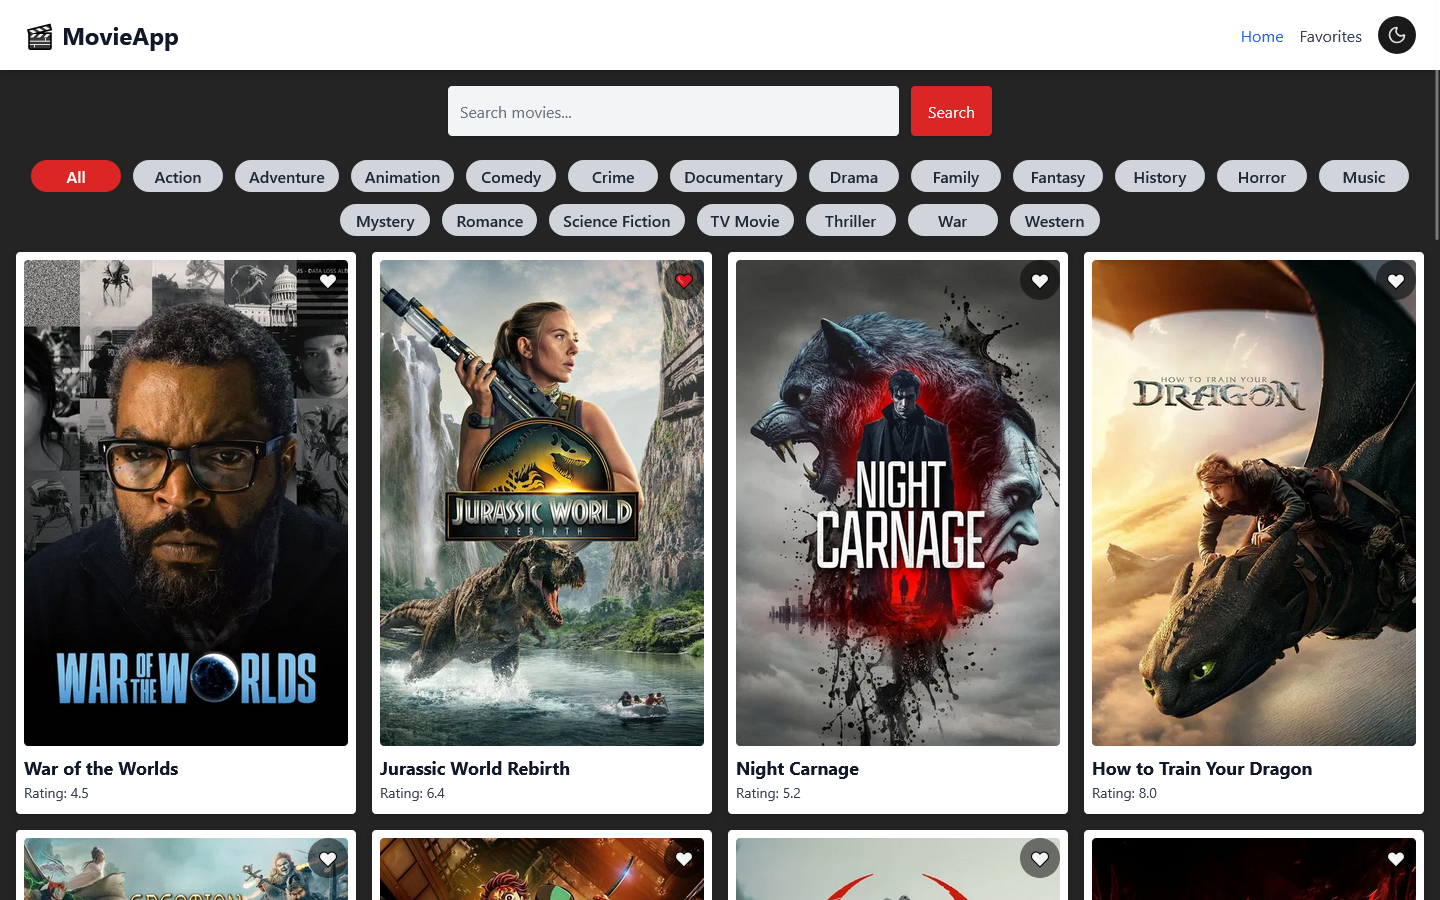 MovieApp
Home
Favorites
Search movies...
Search
All
Action
Adventure
Animation
Comedy
Crime
Documentary
Drama
Family
Fantasy
History
Horror
Music
Mystery
Romance
Science Fiction
TV Movie
Thriller
War
Western
WAR OF THE WORLDS
JURASSIC WORLD
REBIRTH
NIGHT
CARNAGE
HOW TO TRAIN YOUR
DRAGON
War of the Worlds
Rating: 4.5
Jurassic World Rebirth
Rating: 6.4
Night Carnage
Rating: 5.2
How to Train Your Dragon
Rating: 8.0